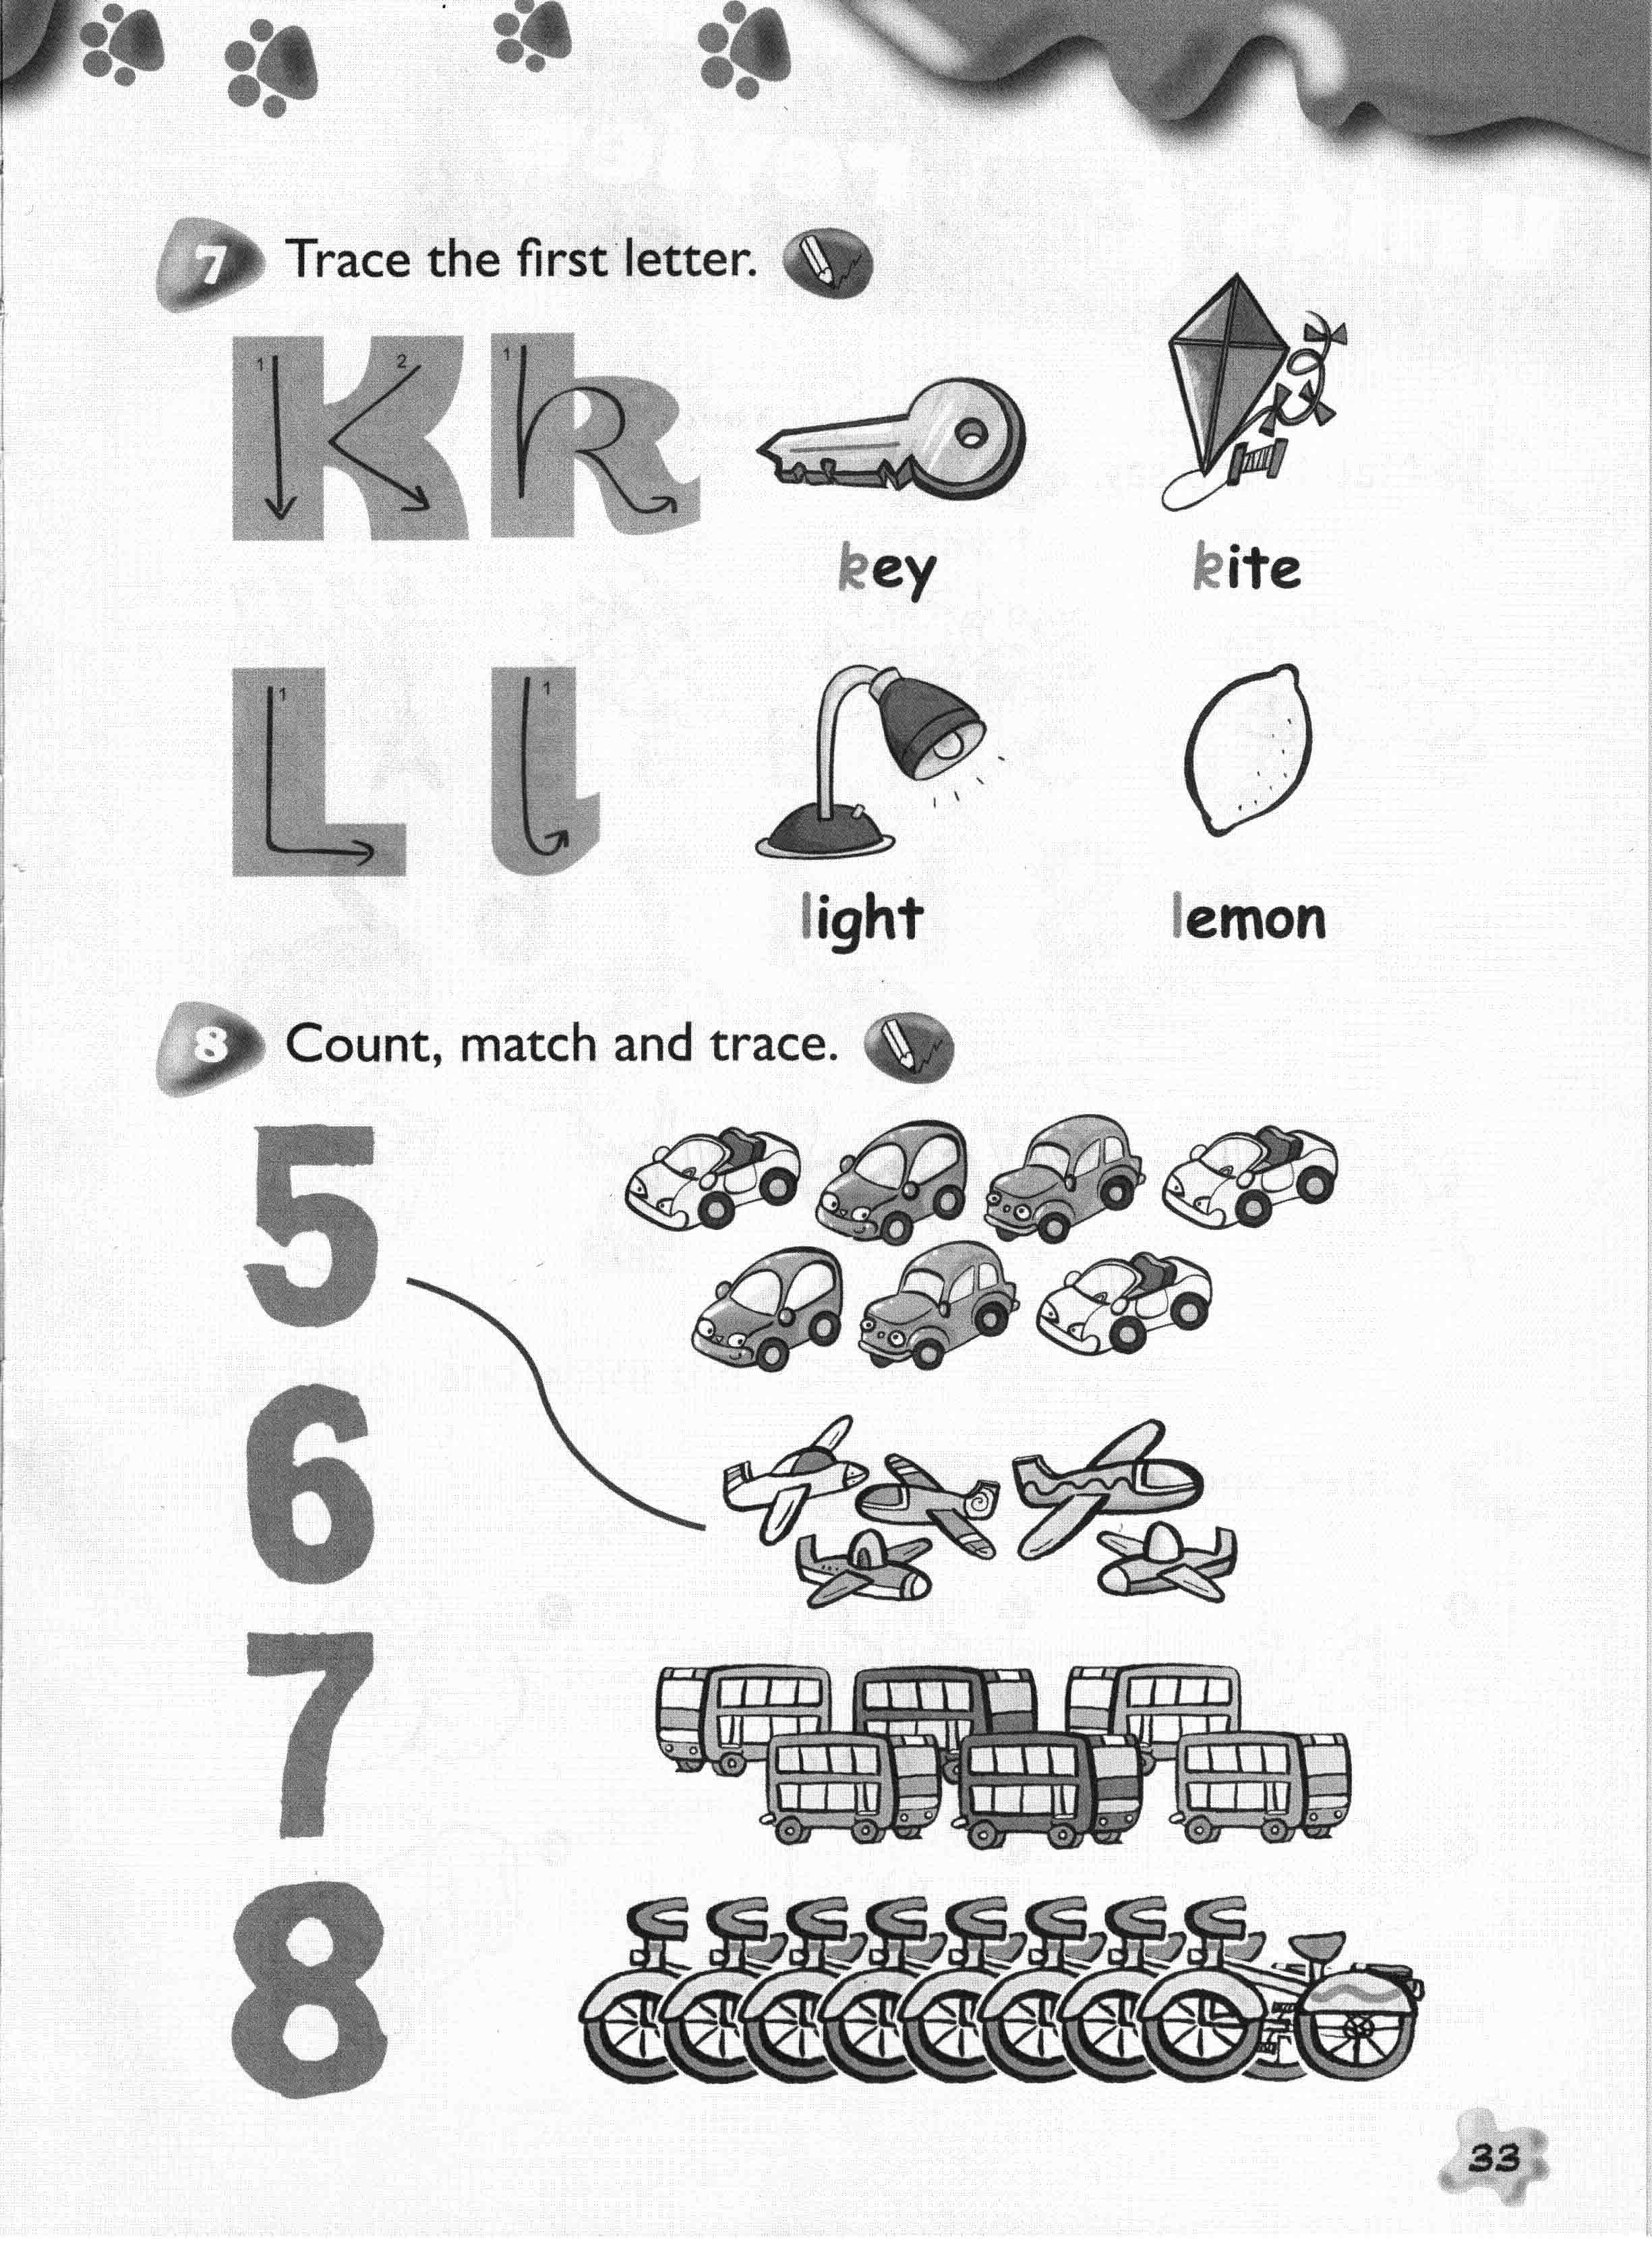 7 Trace the first letter.
K k
1 2 1
key kite
L l
1 1
light lemon
8 Count, match and trace.
5
6
7
8
33